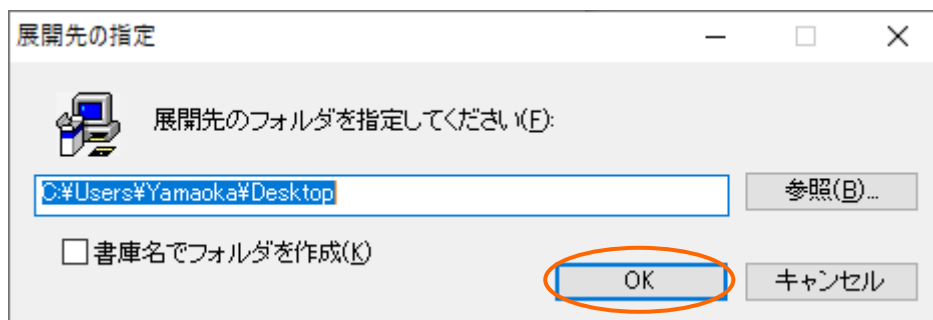 展開先の指定
展開先のフォルダを指定してください(F):
C:¥Users¥Yamaoka¥Desktop
参照(B)...
書庫名でフォルダを作成(K)
OK
キャンセル